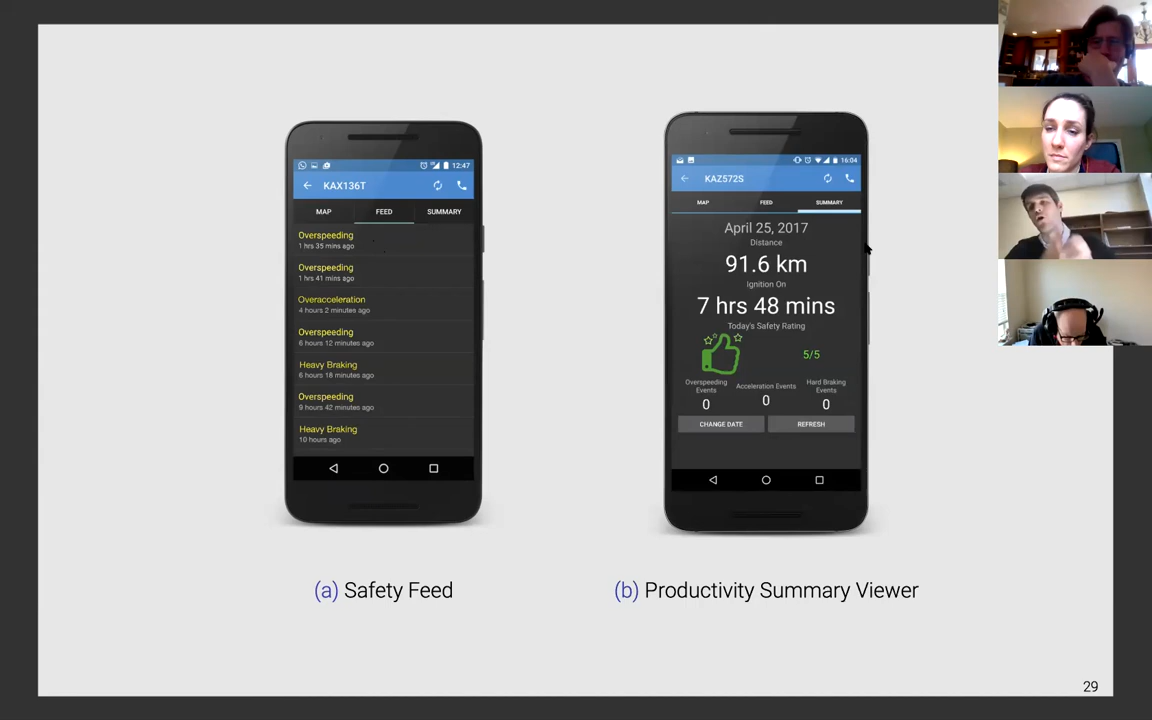 12:47
KAX136T
MAP FEED SUMMARY
Overspeeding
1 hrs 35 mins ago
Overspeeding
1 hrs 41 mins ago
Overacceleration
4 hours 2 minutes ago
Overspeeding
6 hours 12 minutes ago
Heavy Braking
6 hours 18 minutes ago
Overspeeding
9 hours 42 minutes ago
Heavy Braking
10 hours ago
(a) Safety Feed
16:04
KAZ572S
MAP FEED SUMMARY
April 25, 2017
Distance
91.6 km
Ignition On
7 hrs 48 mins
Today's Safety Rating
5/5
Overspeeding Events
0
Acceleration Events
0
Hard Braking Events
0
CHANGE DATE REFRESH
(b) Productivity Summary Viewer
29